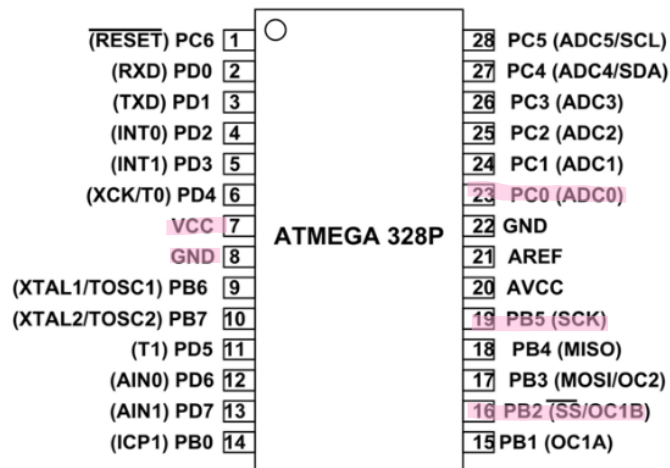 (RESET) PC6 1
(RXD) PD0 2
(TXD) PD1 3
(INT0) PD2 4
(INT1) PD3 5
(XCK/T0) PD4 6
VCC 7
GND 8
(XTAL1/TOSC1) PB6 9
(XTAL2/TOSC2) PB7 10
(T1) PD5 11
(AIN0) PD6 12
(AIN1) PD7 13
(ICP1) PB0 14
ATMEGA 328P
28 PC5 (ADC5/SCL)
27 PC4 (ADC4/SDA)
26 PC3 (ADC3)
25 PC2 (ADC2)
24 PC1 (ADC1)
23 PC0 (ADC0)
22 GND
21 AREF
20 AVCC
19 PB5 (SCK)
18 PB4 (MISO)
17 PB3 (MOSI/OC2)
16 PB2 (SS/OC1B)
15 PB1 (OC1A)